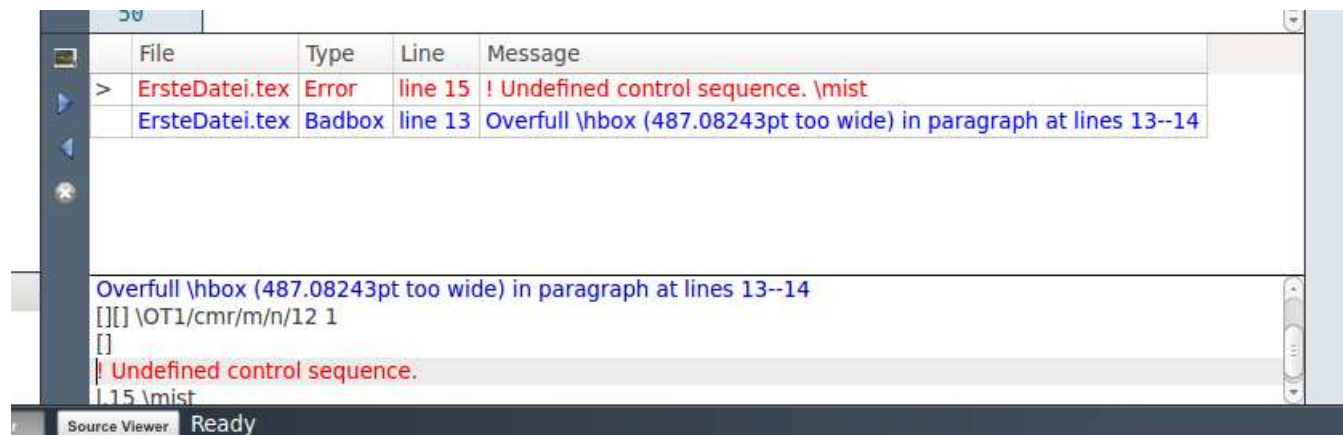 50
File Type Line Message
> ErsteDatei.tex Error line 15 ! Undefined control sequence. \mist
ErsteDatei.tex Badbox line 13 Overfull \hbox (487.08243pt too wide) in paragraph at lines 13--14
Overfull \hbox (487.08243pt too wide) in paragraph at lines 13--14
[][] \OT1/cmr/m/n/12 1
[]
! Undefined control sequence.
l.15 \mist
Source Viewer Ready